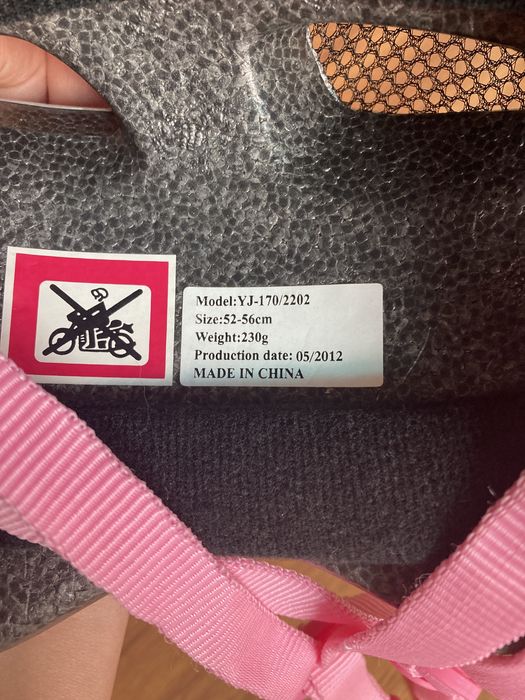 Model:YJ-170/2202
Size:52-56cm
Weight:230g
Production date: 05/2012
MADE IN CHINA